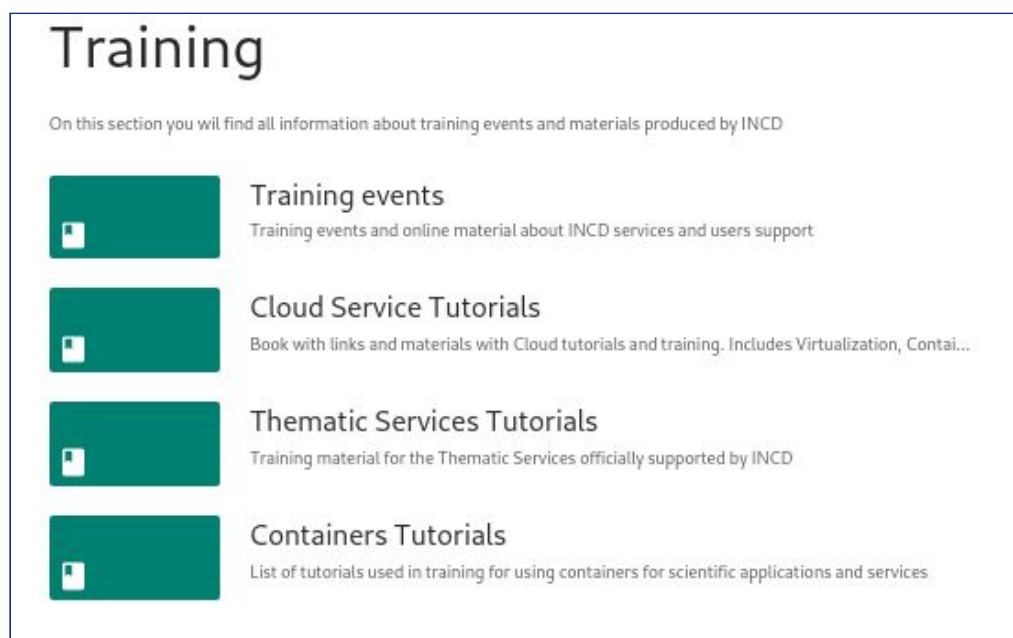 Training
On this section you wil find all information about training events and materials produced by INCD
Training events
Training events and online material about INCD services and users support
Cloud Service Tutorials
Book with links and materials with Cloud tutorials and training. Includes Virtualization, Contai...
Thematic Services Tutorials
Training material for the Thematic Services officially supported by INCD
Containers Tutorials
List of tutorials used in training for using containers for scientific applications and services